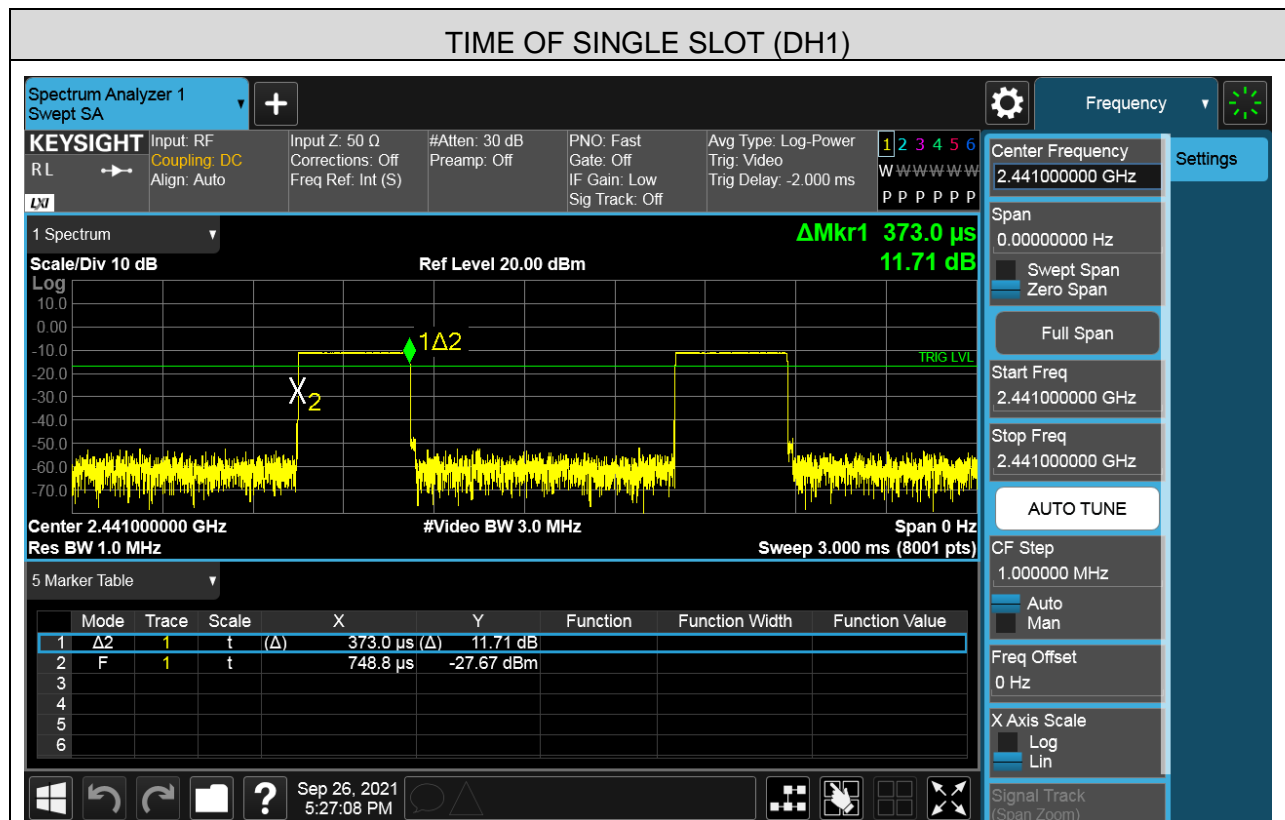 TIME OF SINGLE SLOT (DH1)
Spectrum Analyzer 1
Swept SA
+
Frequency
KEYSIGHT
RL
LXI
Input: RF
Coupling: DC
Align: Auto
Input Z: 50 Ω
Corrections: Off
Freq Ref: Int (S)
#Atten: 30 dB
Preamp: Off
PNO: Fast
Gate: Off
IF Gain: Low
Sig Track: Off
Avg Type: Log-Power
Trig: Video
Trig Delay: -2.000 ms
1 2 3 4 5 6
W W W W W W
P P P P P P
1 Spectrum
ΔMkr1 373.0 µs
11.71 dB
Scale/Div 10 dB
Ref Level 20.00 dBm
Log
10.0
0.00
-10.0
-20.0
-30.0
-40.0
-50.0
-60.0
-70.0
1Δ2
TRIG LVL
X2
Center 2.441000000 GHz
#Video BW 3.0 MHz
Span 0 Hz
Res BW 1.0 MHz
Sweep 3.000 ms (8001 pts)
5 Marker Table
Mode Trace Scale X Y Function Function Width Function Value
1 Δ2 1 t (Δ) 373.0 µs (Δ) 11.71 dB
2 F 1 t 748.8 µs -27.67 dBm
3
4
5
6
?
Sep 26, 2021
5:27:08 PM
Center Frequency
2.441000000 GHz
Settings
Span
0.00000000 Hz
Swept Span
Zero Span
Full Span
Start Freq
2.441000000 GHz
Stop Freq
2.441000000 GHz
AUTO TUNE
CF Step
1.000000 MHz
Auto
Man
Freq Offset
0 Hz
X Axis Scale
Log
Lin
Signal Track
(Span Zoom)